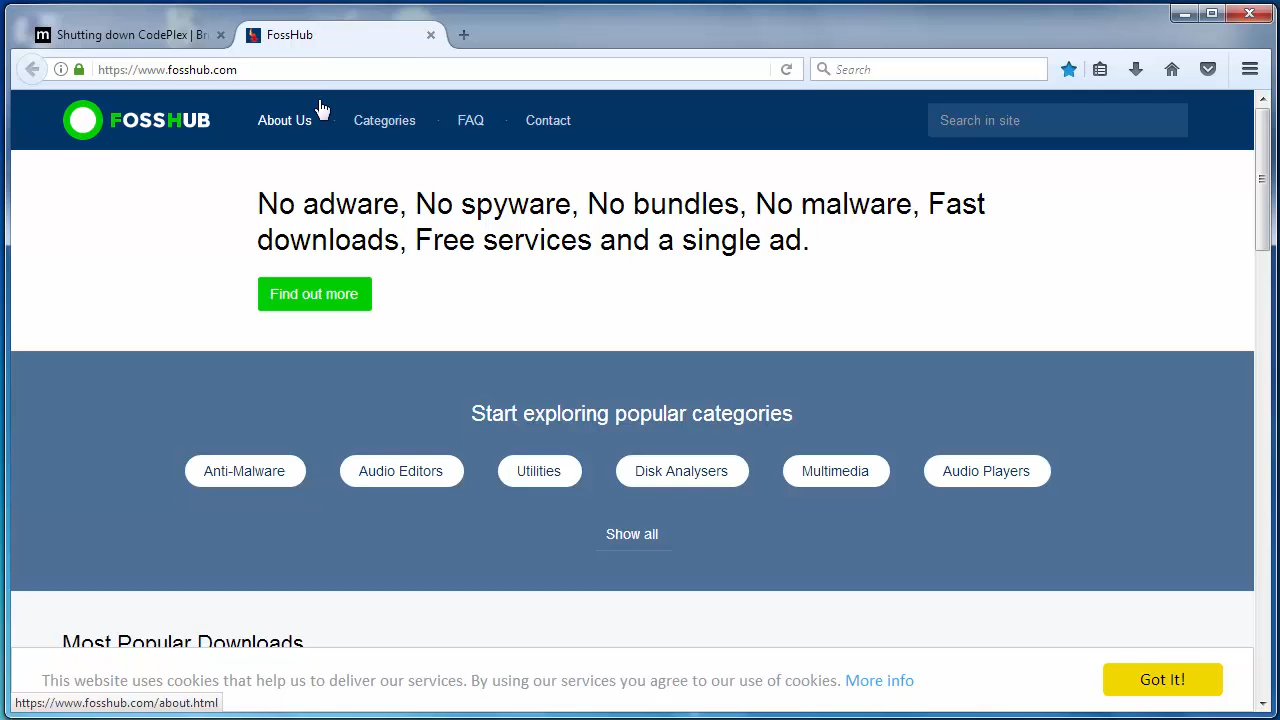 Shutting down CodePlex | Br
FossHub
https://www.fosshub.com
Search
FOSSHUB
About Us
Categories
FAQ
Contact
Search in site
No adware, No spyware, No bundles, No malware, Fast
downloads, Free services and a single ad.
Find out more
Start exploring popular categories
Anti-Malware
Audio Editors
Utilities
Disk Analysers
Multimedia
Audio Players
Show all
Most Popular Downloads
This website uses cookies that help us to deliver our services. By using our services you agree to our use of cookies. More info
Got It!
https://www.fosshub.com/about.html